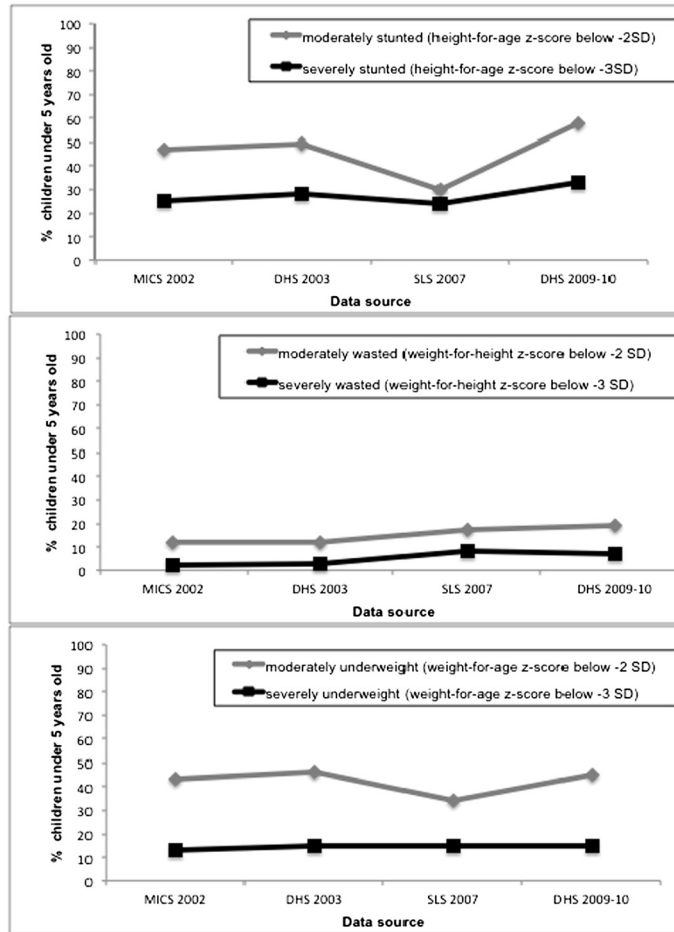 moderately stunted (height-for-age z-score below -2SD)
severely stunted (height-for-age z-score below -3SD)
% children under 5 years old
100
90
80
70
60
50
40
30
20
10
0
MICS 2002 DHS 2003 SLS 2007 DHS 2009-10
Data source
moderately wasted (weight-for-height z-score below -2 SD)
severely wasted (weight-for-height z-score below -3 SD)
% children under 5 years old
100
90
80
70
60
50
40
30
20
10
0
MICS 2002 DHS 2003 SLS 2007 DHS 2009-10
Data source
moderately underweight (weight-for-age z-score below -2 SD)
severely underweight (weight-for-age z-score below -3 SD)
% children under 5 years old
100
90
80
70
60
50
40
30
20
10
0
MICS 2002 DHS 2003 SLS 2007 DHS 2009-10
Data source